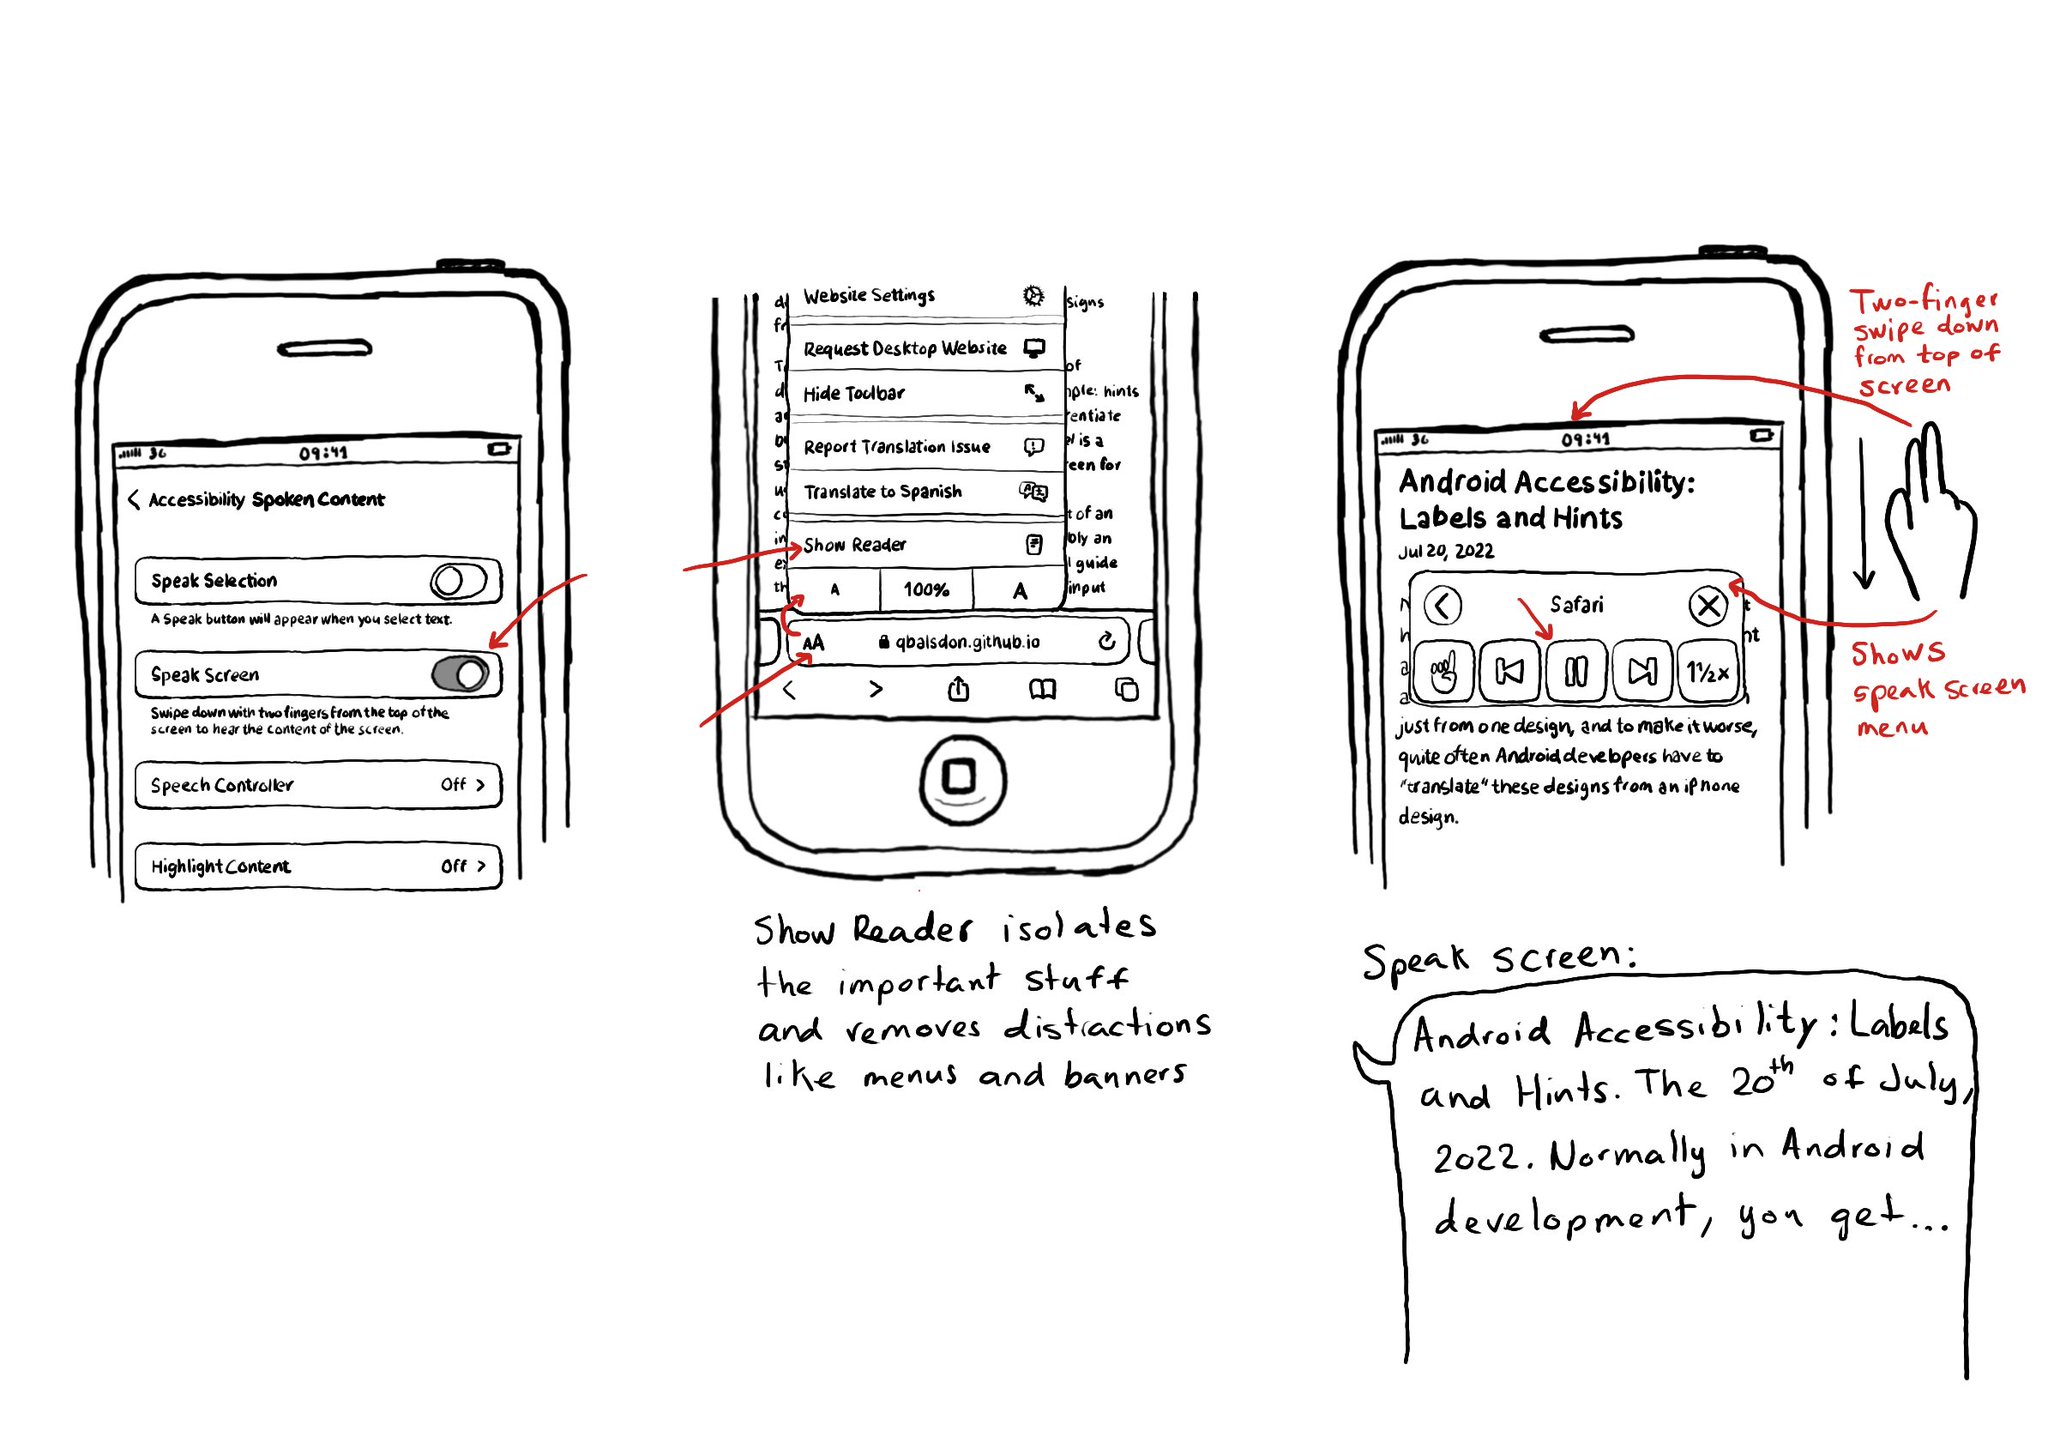 3G 09:41
Accessibility Spoken Content
Speak Selection
A Speak button will appear when you select text.
Speak Screen
Swipe down with two fingers from the top of the
screen to hear the content of the screen.
Speech Controller Off >
Highlight Content Off >
Website Settings
signs
Request Desktop Website
of
Hide Toolbar
hints
entiate
Report Translation Issue
is a
een for
Translate to Spanish
t of an
Show Reader
bly an
guide
A 100% A
input
AA qbalsdon.github.io
Show Reader isolates
the important stuff
and removes distractions
like menus and banners
Two-finger
swipe down
from top of
screen
3G 09:41
Android Accessibility:
Labels and Hints
Jul 20, 2022
Safari
1½×
just from one design, and to make it worse,
quite often Android developers have to
"translate" these designs from an iPhone
design.
Shows
speak screen
menu
Speak screen:
Android Accessibility: Labels
and Hints. The 20th of July,
2022. Normally in Android
development, you get...